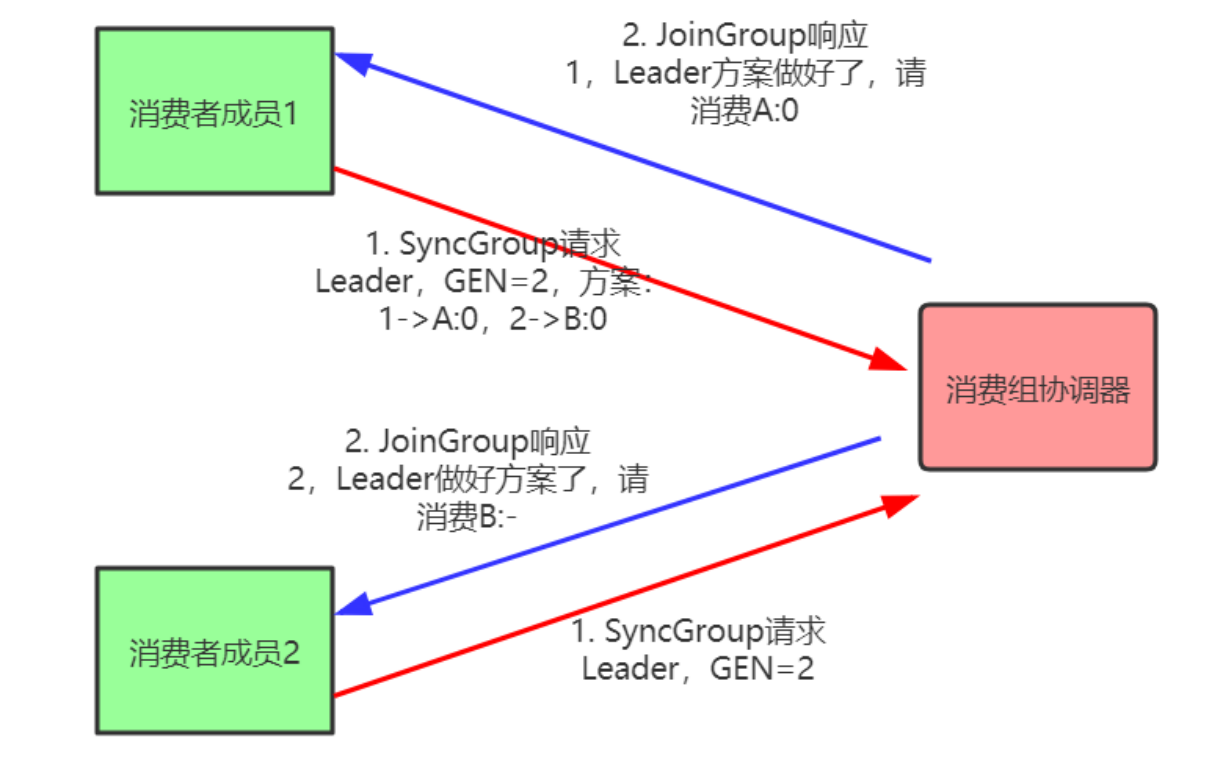 2. JoinGroup响应
1，Leader方案做好了，请
消费A:0
消费者成员1
1. SyncGroup请求
Leader，GEN=2，方案：
1->A:0，2->B:0
消费组协调器
2. JoinGroup响应
2，Leader做好方案了，请
消费B:-
1. SyncGroup请求
Leader，GEN=2
消费者成员2